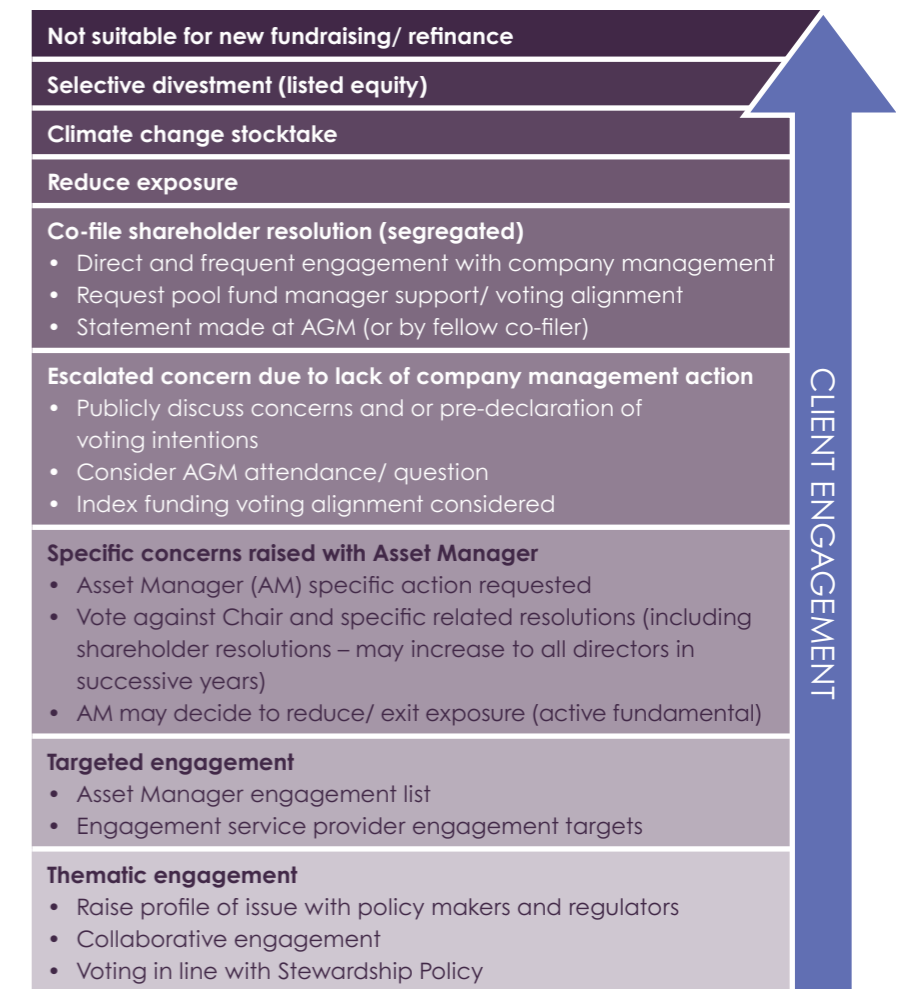 Not suitable for new fundraising/ refinance
Selective divestment (listed equity)
Climate change stocktake
Reduce exposure
Co-file shareholder resolution (segregated)
• Direct and frequent engagement with company management
• Request pool fund manager support/ voting alignment
• Statement made at AGM (or by fellow co-filer)
Escalated concern due to lack of company management action
• Publicly discuss concerns and or pre-declaration of
voting intentions
• Consider AGM attendance/ question
• Index funding voting alignment considered
Specific concerns raised with Asset Manager
• Asset Manager (AM) specific action requested
• Vote against Chair and specific related resolutions (including
shareholder resolutions – may increase to all directors in
successive years)
• AM may decide to reduce/ exit exposure (active fundamental)
Targeted engagement
• Asset Manager engagement list
• Engagement service provider engagement targets
Thematic engagement
• Raise profile of issue with policy makers and regulators
• Collaborative engagement
• Voting in line with Stewardship Policy
CLIENT ENGAGEMENT